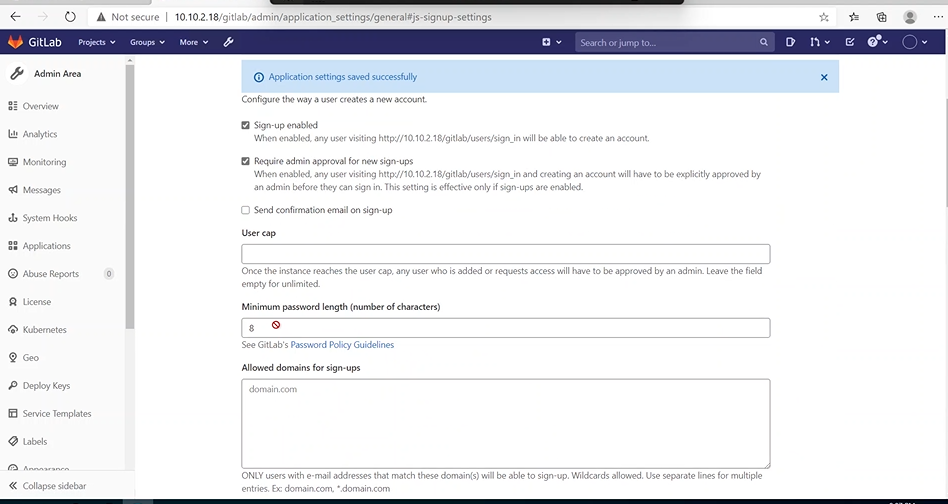 Not secure | 10.10.2.18/gitlab/admin/application_settings/general#js-signup-settings
GitLab Projects Groups More Search or jump to...
Admin Area
Overview
Analytics
Monitoring
Messages
System Hooks
Applications
Abuse Reports 0
License
Kubernetes
Geo
Deploy Keys
Service Templates
Labels
Appearance
Collapse sidebar
Application settings saved successfully
Configure the way a user creates a new account.
Sign-up enabled
When enabled, any user visiting http://10.10.2.18/gitlab/users/sign_in will be able to create an account.
Require admin approval for new sign-ups
When enabled, any user visiting http://10.10.2.18/gitlab/users/sign_in and creating an account will have to be explicitly approved by
an admin before they can sign in. This setting is effective only if sign-ups are enabled.
Send confirmation email on sign-up
User cap
Once the instance reaches the user cap, any user who is added or requests access will have to be approved by an admin. Leave the field
empty for unlimited.
Minimum password length (number of characters)
8
See GitLab's Password Policy Guidelines
Allowed domains for sign-ups
domain.com
ONLY users with e-mail addresses that match these domain(s) will be able to sign-up. Wildcards allowed. Use separate lines for multiple
entries. Ex: domain.com, *.domain.com